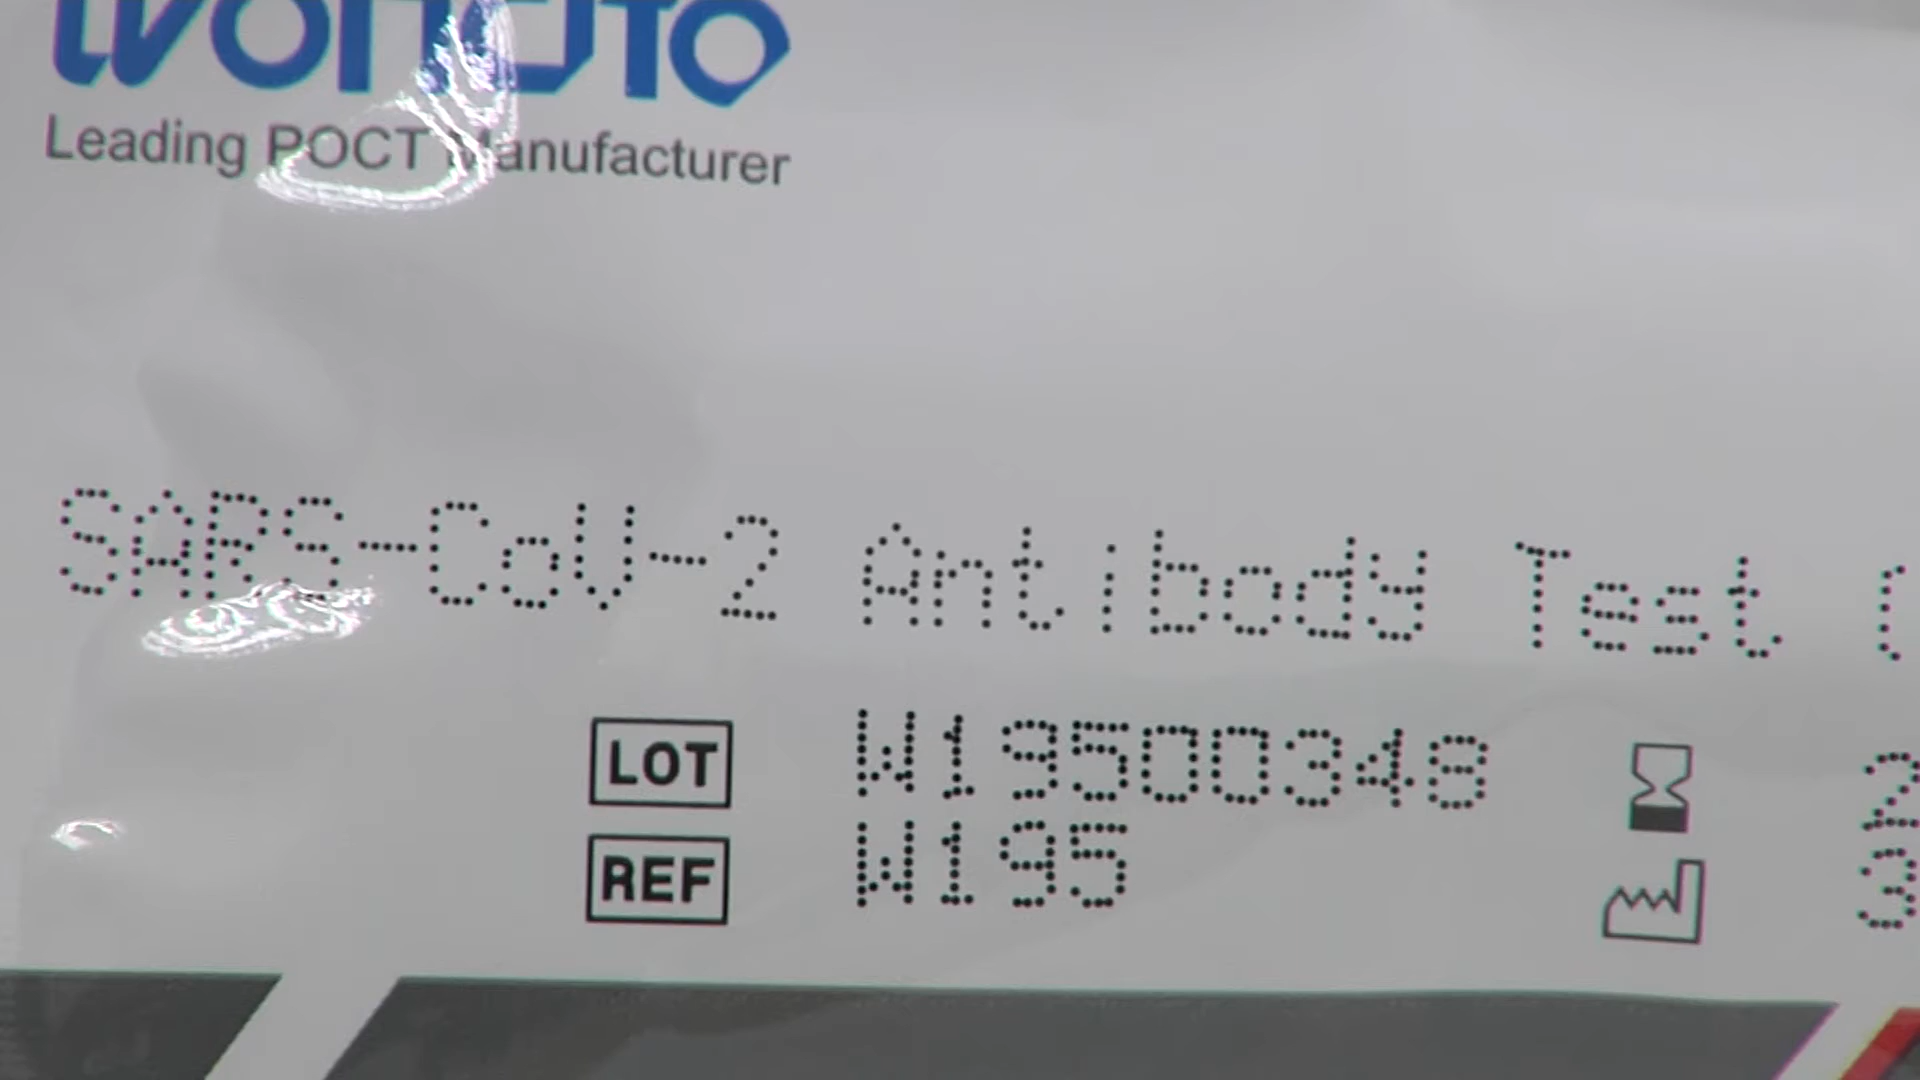 Leading POCT Manufacturer
SARS-CoV-2 Antibody Test (
LOT W19500348
REF W195